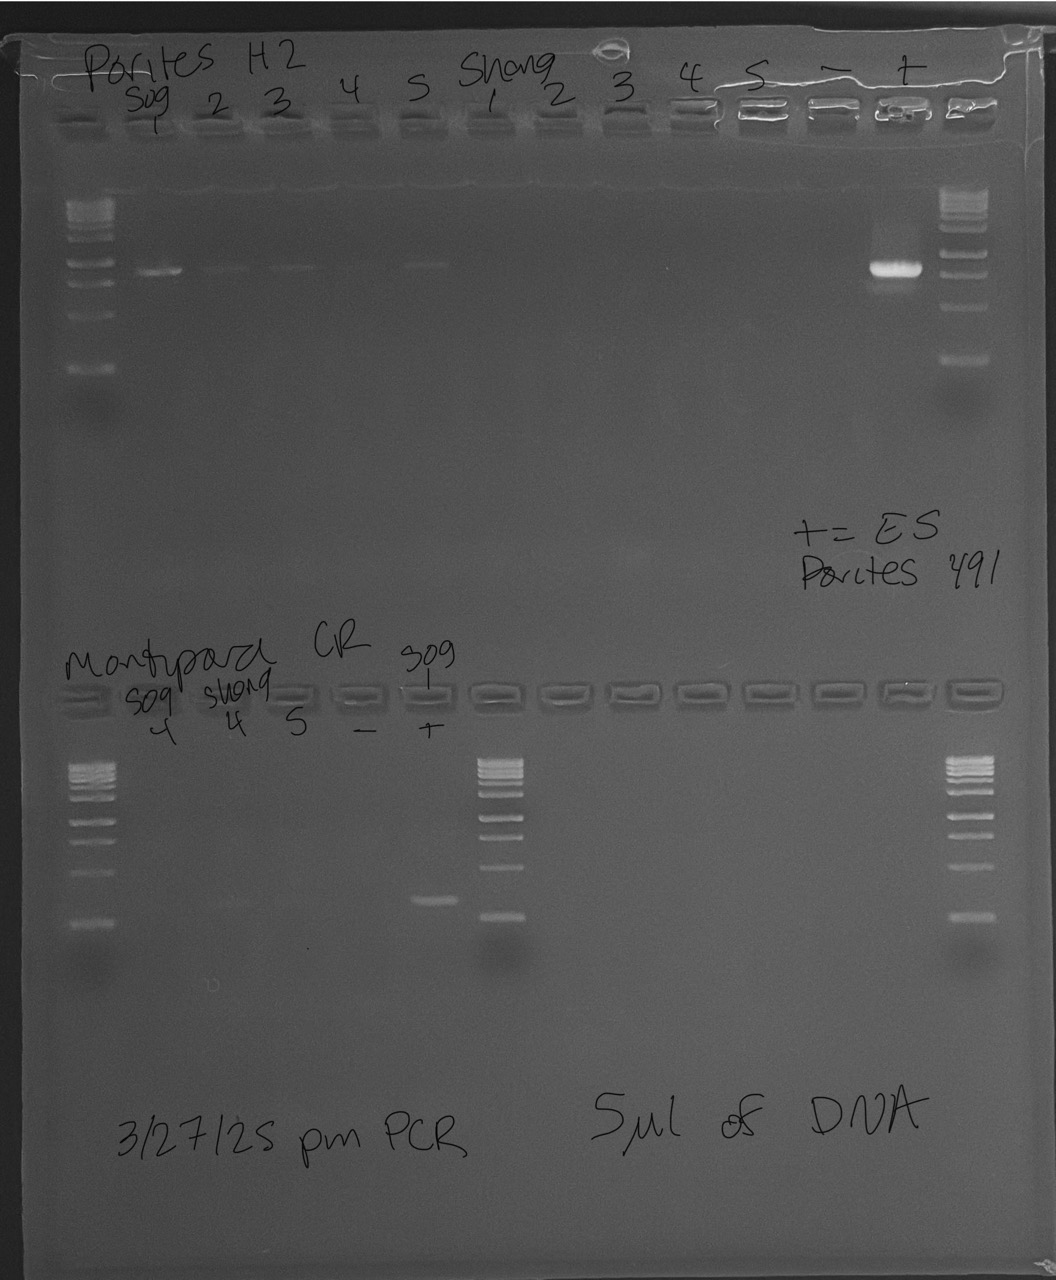 Porites H2
Sog 1 2 3 4 5 Shong 1 2 3 4 5 - +
+= ES
Porites 491
Montipora CR sog 1
sog 4 shong 4 5 - +
3/27/25 pm PCR
5µl of DNA